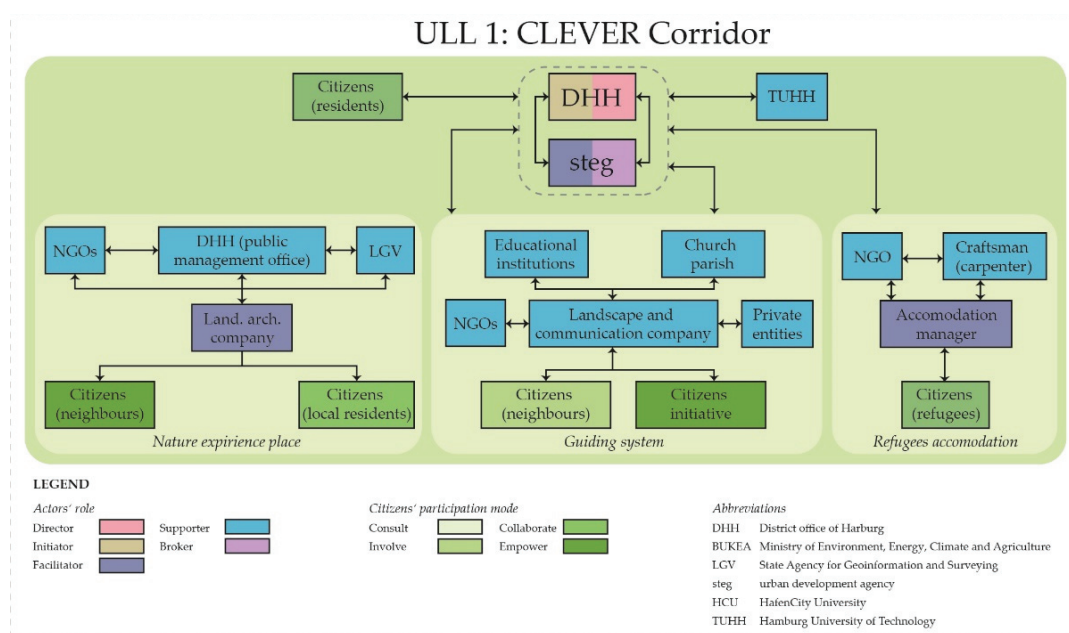 ULL 1: CLEVER Corridor
Citizens
(residents)
DHH
TUHH
steg
NGOs
DHH (public
management office)
LGV
Land. arch.
company
Citizens
(neighbours)
Citizens
(local residents)
Nature expirience place
Educational
institutions
Church
parish
NGOs
Landscape and
communication company
Private
entities
Citizens
(neighbours)
Citizens
initiative
Guiding system
NGO
Craftsman
(carpenter)
Accomodation
manager
Citizens
(refugees)
Refugees accomodation
LEGEND
Actors' role
Director
Supporter
Initiator
Broker
Facilitator
Citizens' participation mode
Consult
Collaborate
Involve
Empower
Abbreviations
DHH District office of Harburg
BUKEA Ministry of Environment, Energy, Climate and Agriculture
LGV State Agency for Geoinformation and Surveying
steg urban development agency
HCU HafenCity University
TUHH Hamburg University of Technology